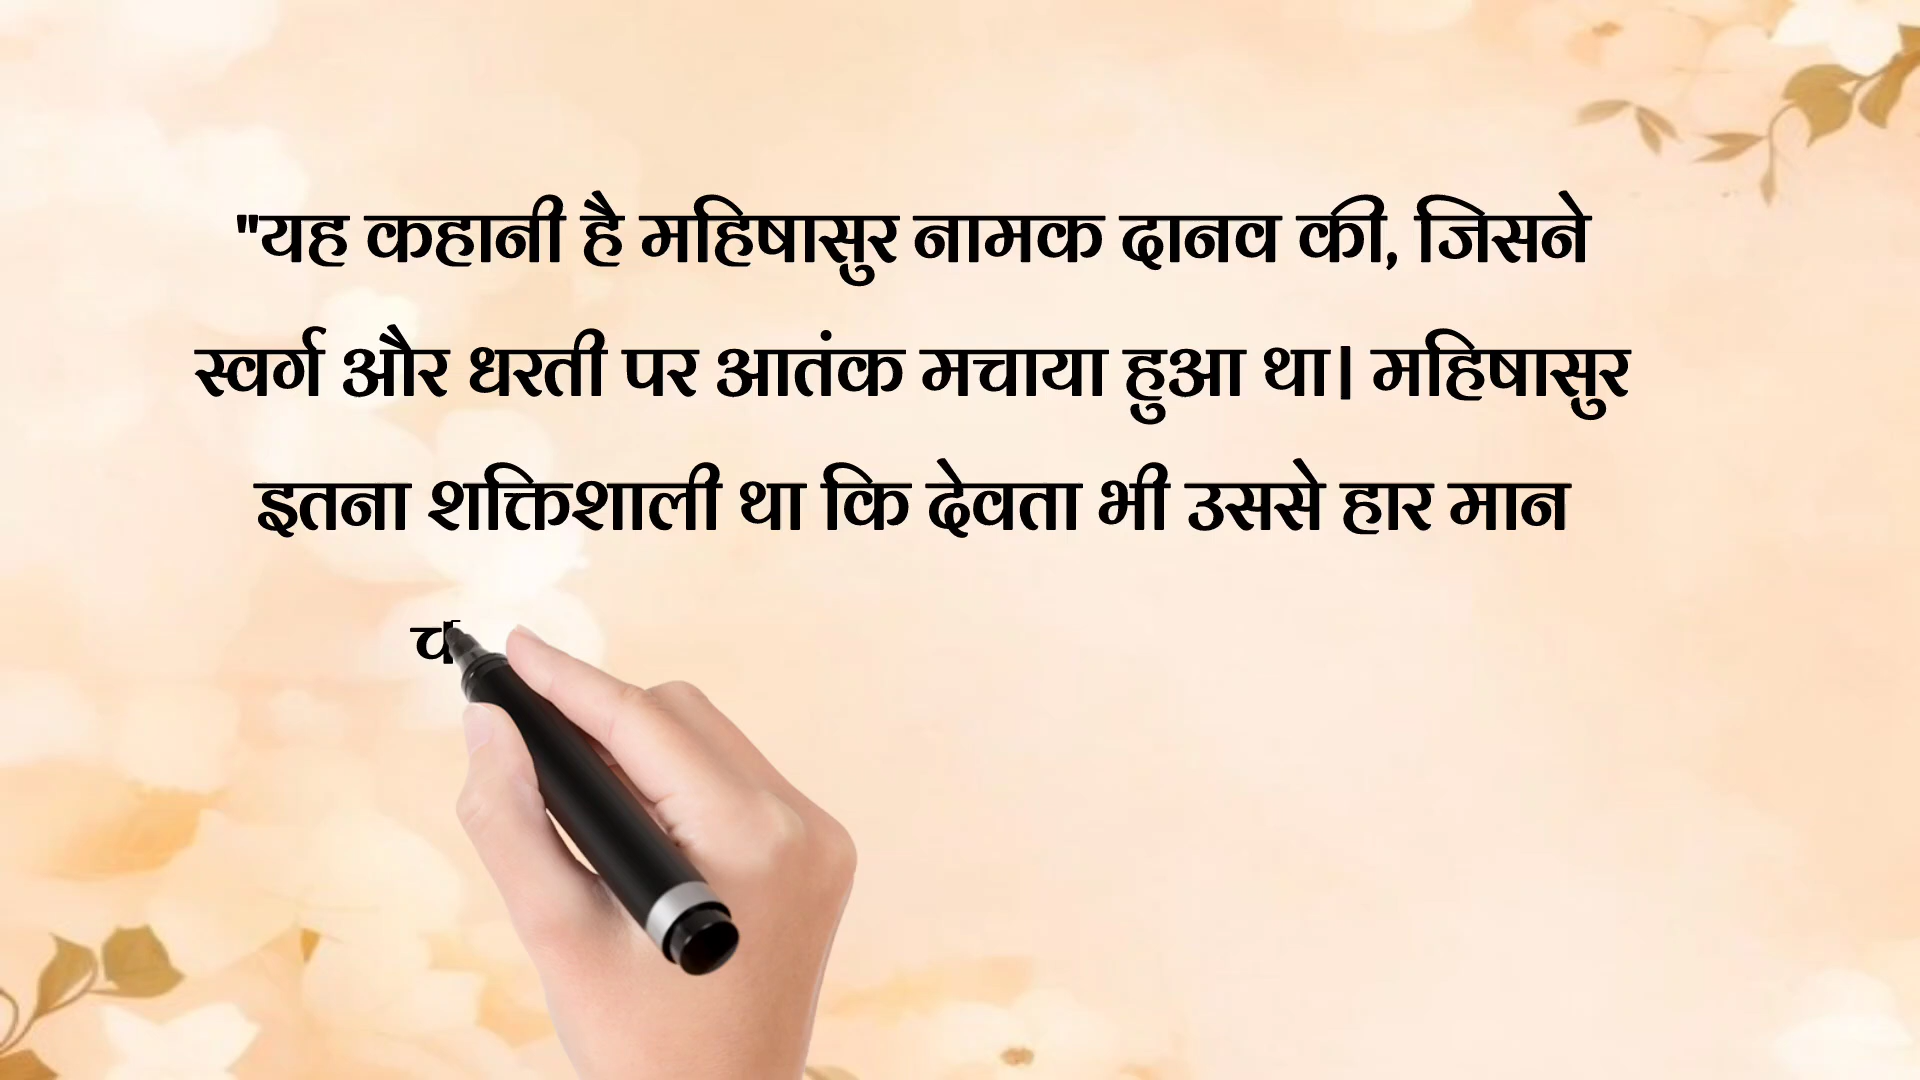 "यह कहानी है महिषासुर नामक दानव की, जिसने
स्वर्ग और धरती पर आतंक मचाया हुआ था। महिषासुर
इतना शक्तिशाली था कि देवता भी उससे हार मान